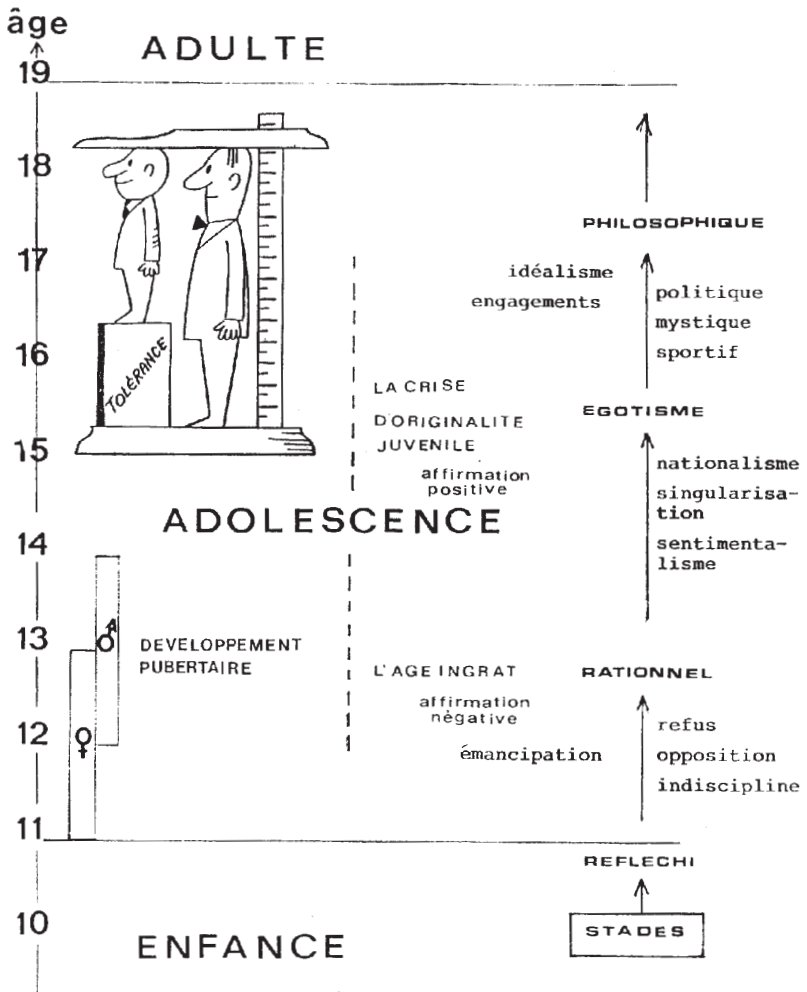 âge
ADULTE
19
18
PHILOSOPHIQUE
17
idéalisme
engagements
politique
mystique
sportif
16
TOLÉRANCE
LA CRISE
D'ORIGINALITE
JUVENILE
EGOTISME
15
affirmation
positive
nationalisme
singularisa-
tion
sentimenta-
lisme
ADOLESCENCE
14
13
♂
DEVELOPPEMENT
PUBERTAIRE
L'AGE INGRAT
RATIONNEL
affirmation
négative
12
♀
émancipation
refus
opposition
indiscipline
11
REFLECHI
10
STADES
ENFANCE